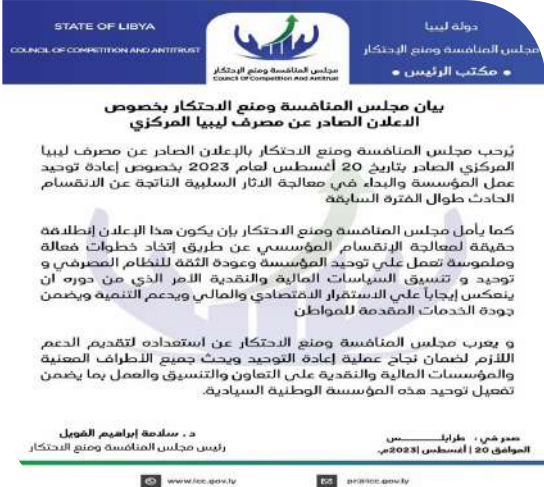 STATE OF LIBYA
COUNCIL OF COMPETITION AND ANTITRUST
مجلس المنافسة ومنع الإحتكار
Council Of Competition And Antitrust
دولة ليبيا
مجلس المنافسة ومنع الإحتكار
• مكتب الرئيس •
بيان مجلس المنافسة ومنع الاحتكار بخصوص
الاعلان الصادر عن مصرف ليبيا المركزي
يُرحب مجلس المنافسة ومنع الاحتكار بالإعلان الصادر عن مصرف ليبيا
المركزي الصادر بتاريخ 20 أغسطس لعام 2023 بخصوص إعادة توحيد
عمل المؤسسة والبداء في معالجة الاثار السلبية الناتجة عن الانقسام
الحادث طوال الفترة السابقة
كما يأمل مجلس المنافسة ومنع الاحتكار بإن يكون هذا الإعلان إنطلاقة
حقيقة لمعالجة الإنقسام المؤسسي عن طريق إتخاد خطوات فعالة
وملموسة تعمل علي توحيد المؤسسة وعودة الثقة للنظام المصرفي و
توحيد و تنسيق السياسات المالية والنقدية الأمر الذي من دوره ان
ينعكس إيجاباً علي الاستقرار الاقتصادي والمالي ويدعم التنمية ويضمن
جودة الخدمات المقدمة للمواطن
و يعرب مجلس المنافسة ومنع الاحتكار عن استعداده لتقديم الدعم
اللازم لضمان نجاح عملية إعادة التوحيد ويحث جميع الأطراف المعنية
والمؤسسات المالية والنقدية على التعاون والتنسيق والعمل بما يضمن
تفعيل توحيد هذه المؤسسة الوطنية السيادية.
صدر في ، طرابلـــــــس
الموافق 20 | أغسطس |2023م.
د . سلامة إبراهيم الغويل
رئيس مجلس المنافسة ومنع الاحتكار
www.icc.gov.ly
pr@icc.gov.ly